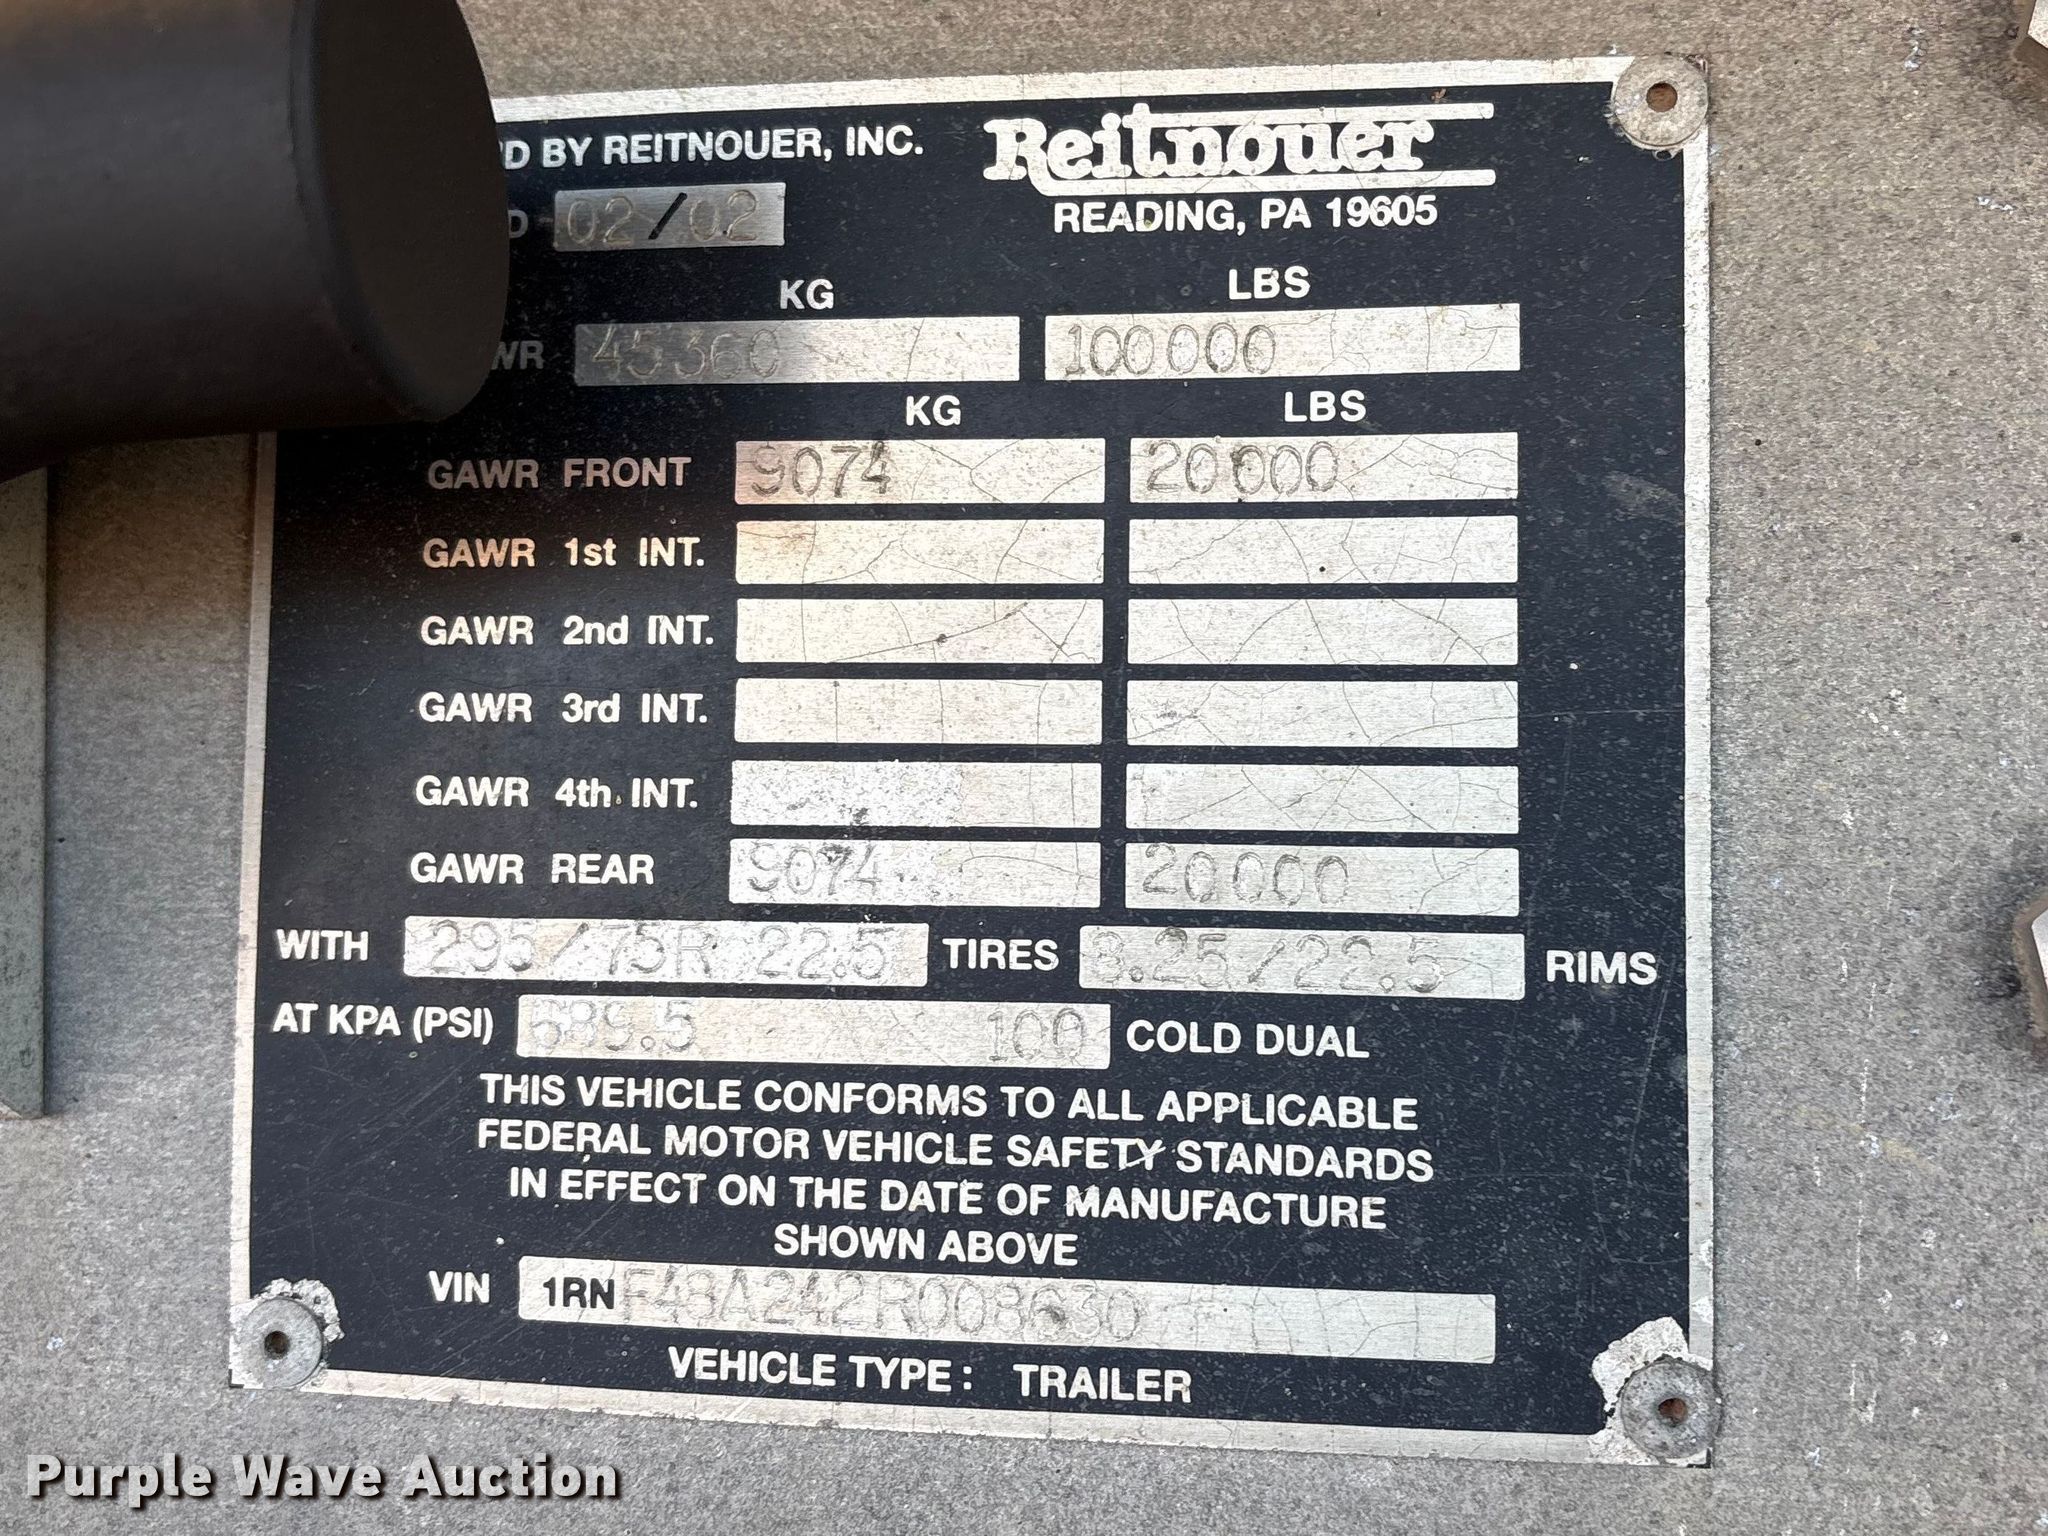 D BY REITNOUER, INC. Reitnouer
D 02/02 READING, PA 19605
KG LBS
WR 45360 100000
KG LBS
GAWR FRONT 9074 20000
GAWR 1st INT.
GAWR 2nd INT.
GAWR 3rd INT.
GAWR 4th INT.
GAWR REAR 9074 20000
WITH 295/75R 22.5 TIRES 8.25/22.5 RIMS
AT KPA (PSI) 689.5 100 COLD DUAL
THIS VEHICLE CONFORMS TO ALL APPLICABLE
FEDERAL MOTOR VEHICLE SAFETY STANDARDS
IN EFFECT ON THE DATE OF MANUFACTURE
SHOWN ABOVE
VIN 1RNF48A242R008630
VEHICLE TYPE: TRAILER
Purple Wave Auction